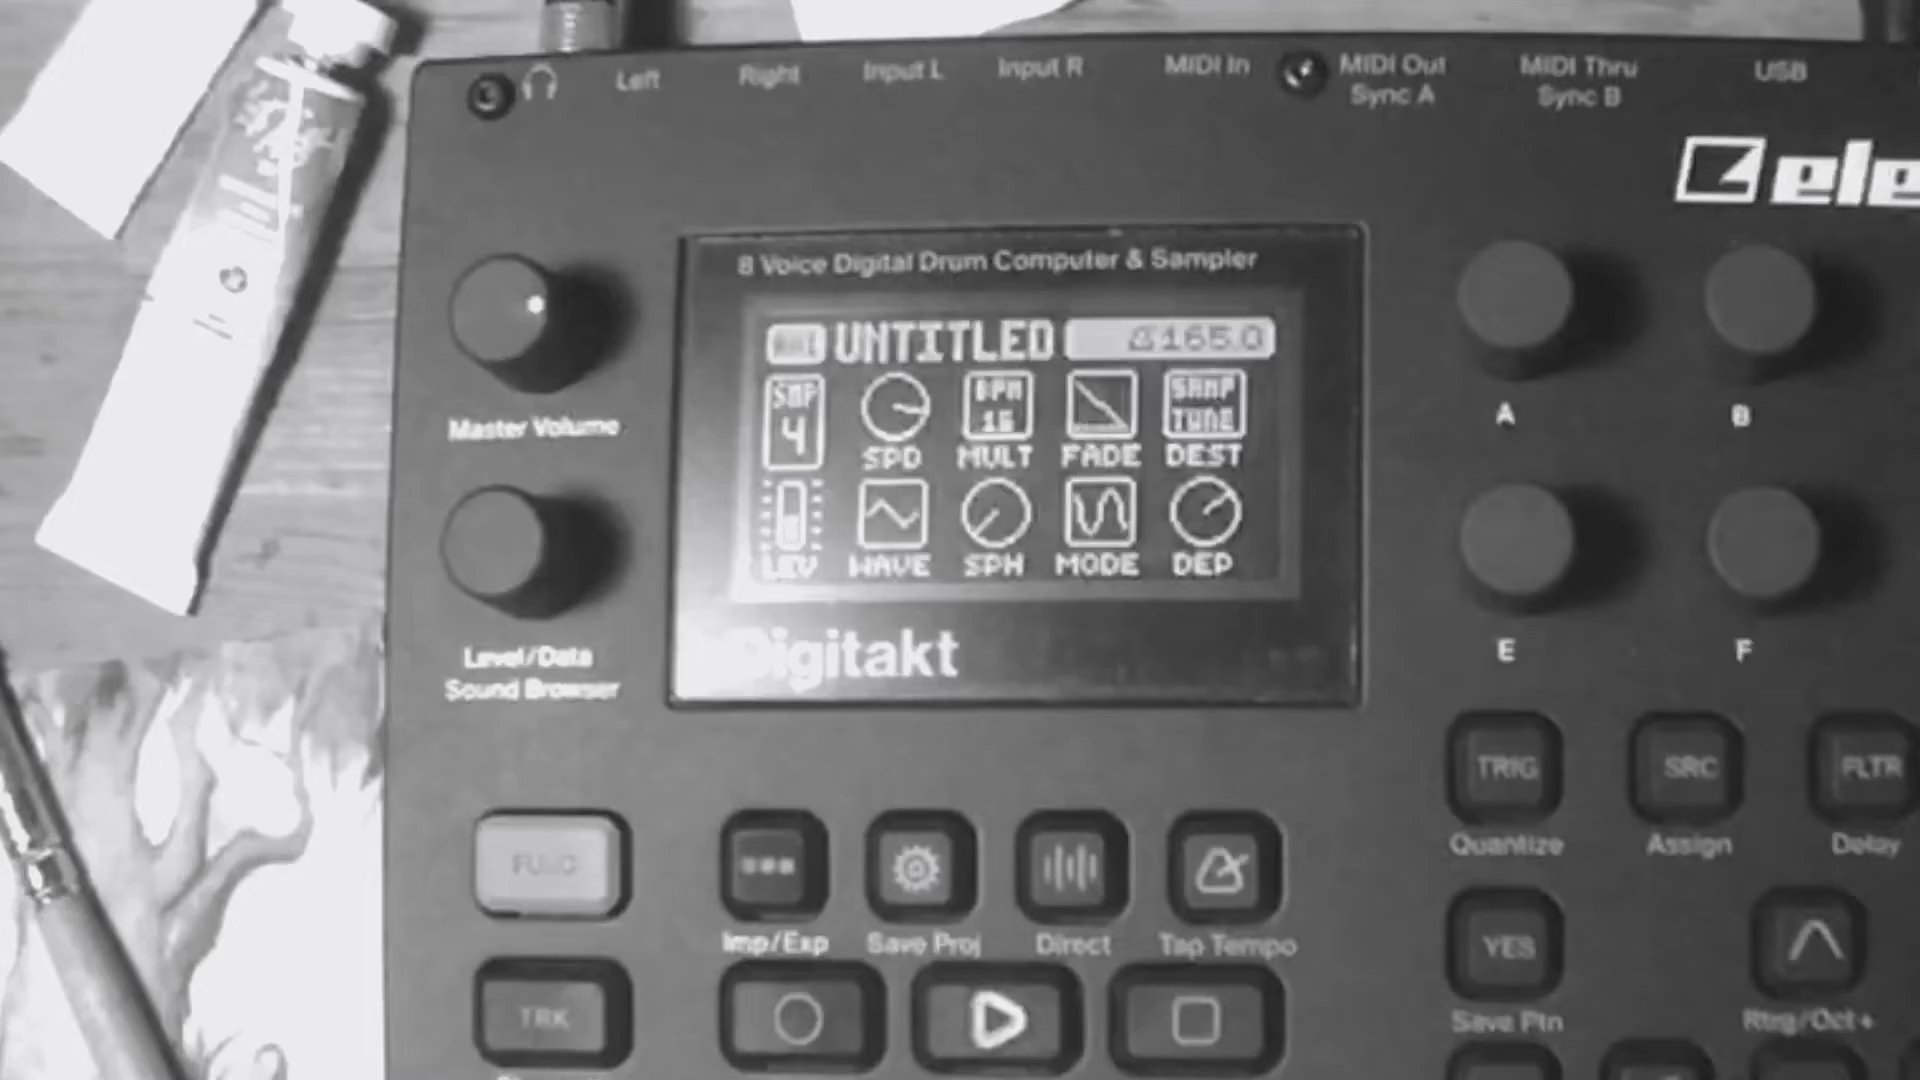 Left Right Input L Input R MIDI In MIDI Out MIDI Thru USB
Sync A Sync B
ele
8 Voice Digital Drum Computer & Sampler
UNTITLED 165.0
SMP
4
BPM
16
SAMP
TUNE
SPD MULT FADE DEST
LEV WAVE SPH MODE DEP
Digitakt
Master Volume
Level/Data
Sound Browser
A B
E F
TRIG SRC FLTR
Quantize Assign Delay
FUNC
Imp/Exp Save Proj Direct Tap Tempo
YES
Save Ptn Rtrg/Oct+
TRK